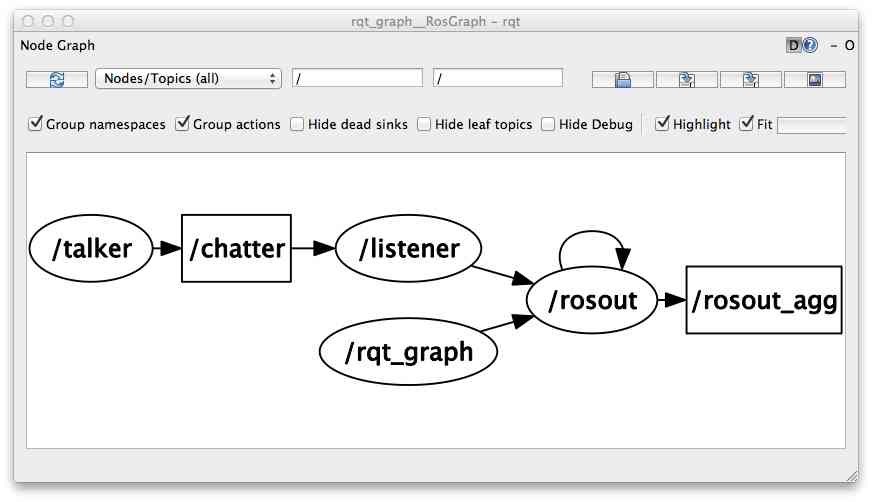 rqt_graph__RosGraph - rqt
Node Graph
D ? - O
Nodes/Topics (all) / /
Group namespaces Group actions Hide dead sinks Hide leaf topics Hide Debug Highlight Fit
/talker /chatter /listener
/rosout /rosout_agg
/rqt_graph